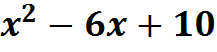 x² − 6x + 10